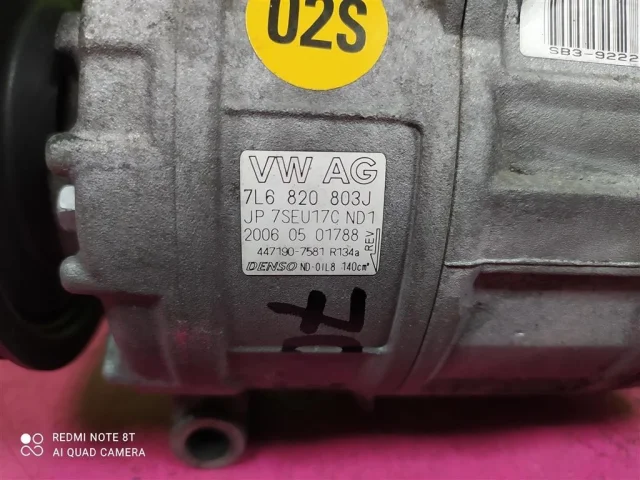 02S
SB3-9222
VW AG
7L6 820 803J
JP 7SEU17C ND1
2006 05 01788
447190-7581 R134a
REV
DENSO ND-OIL8 140cm³
REDMI NOTE 8T
AI QUAD CAMERA